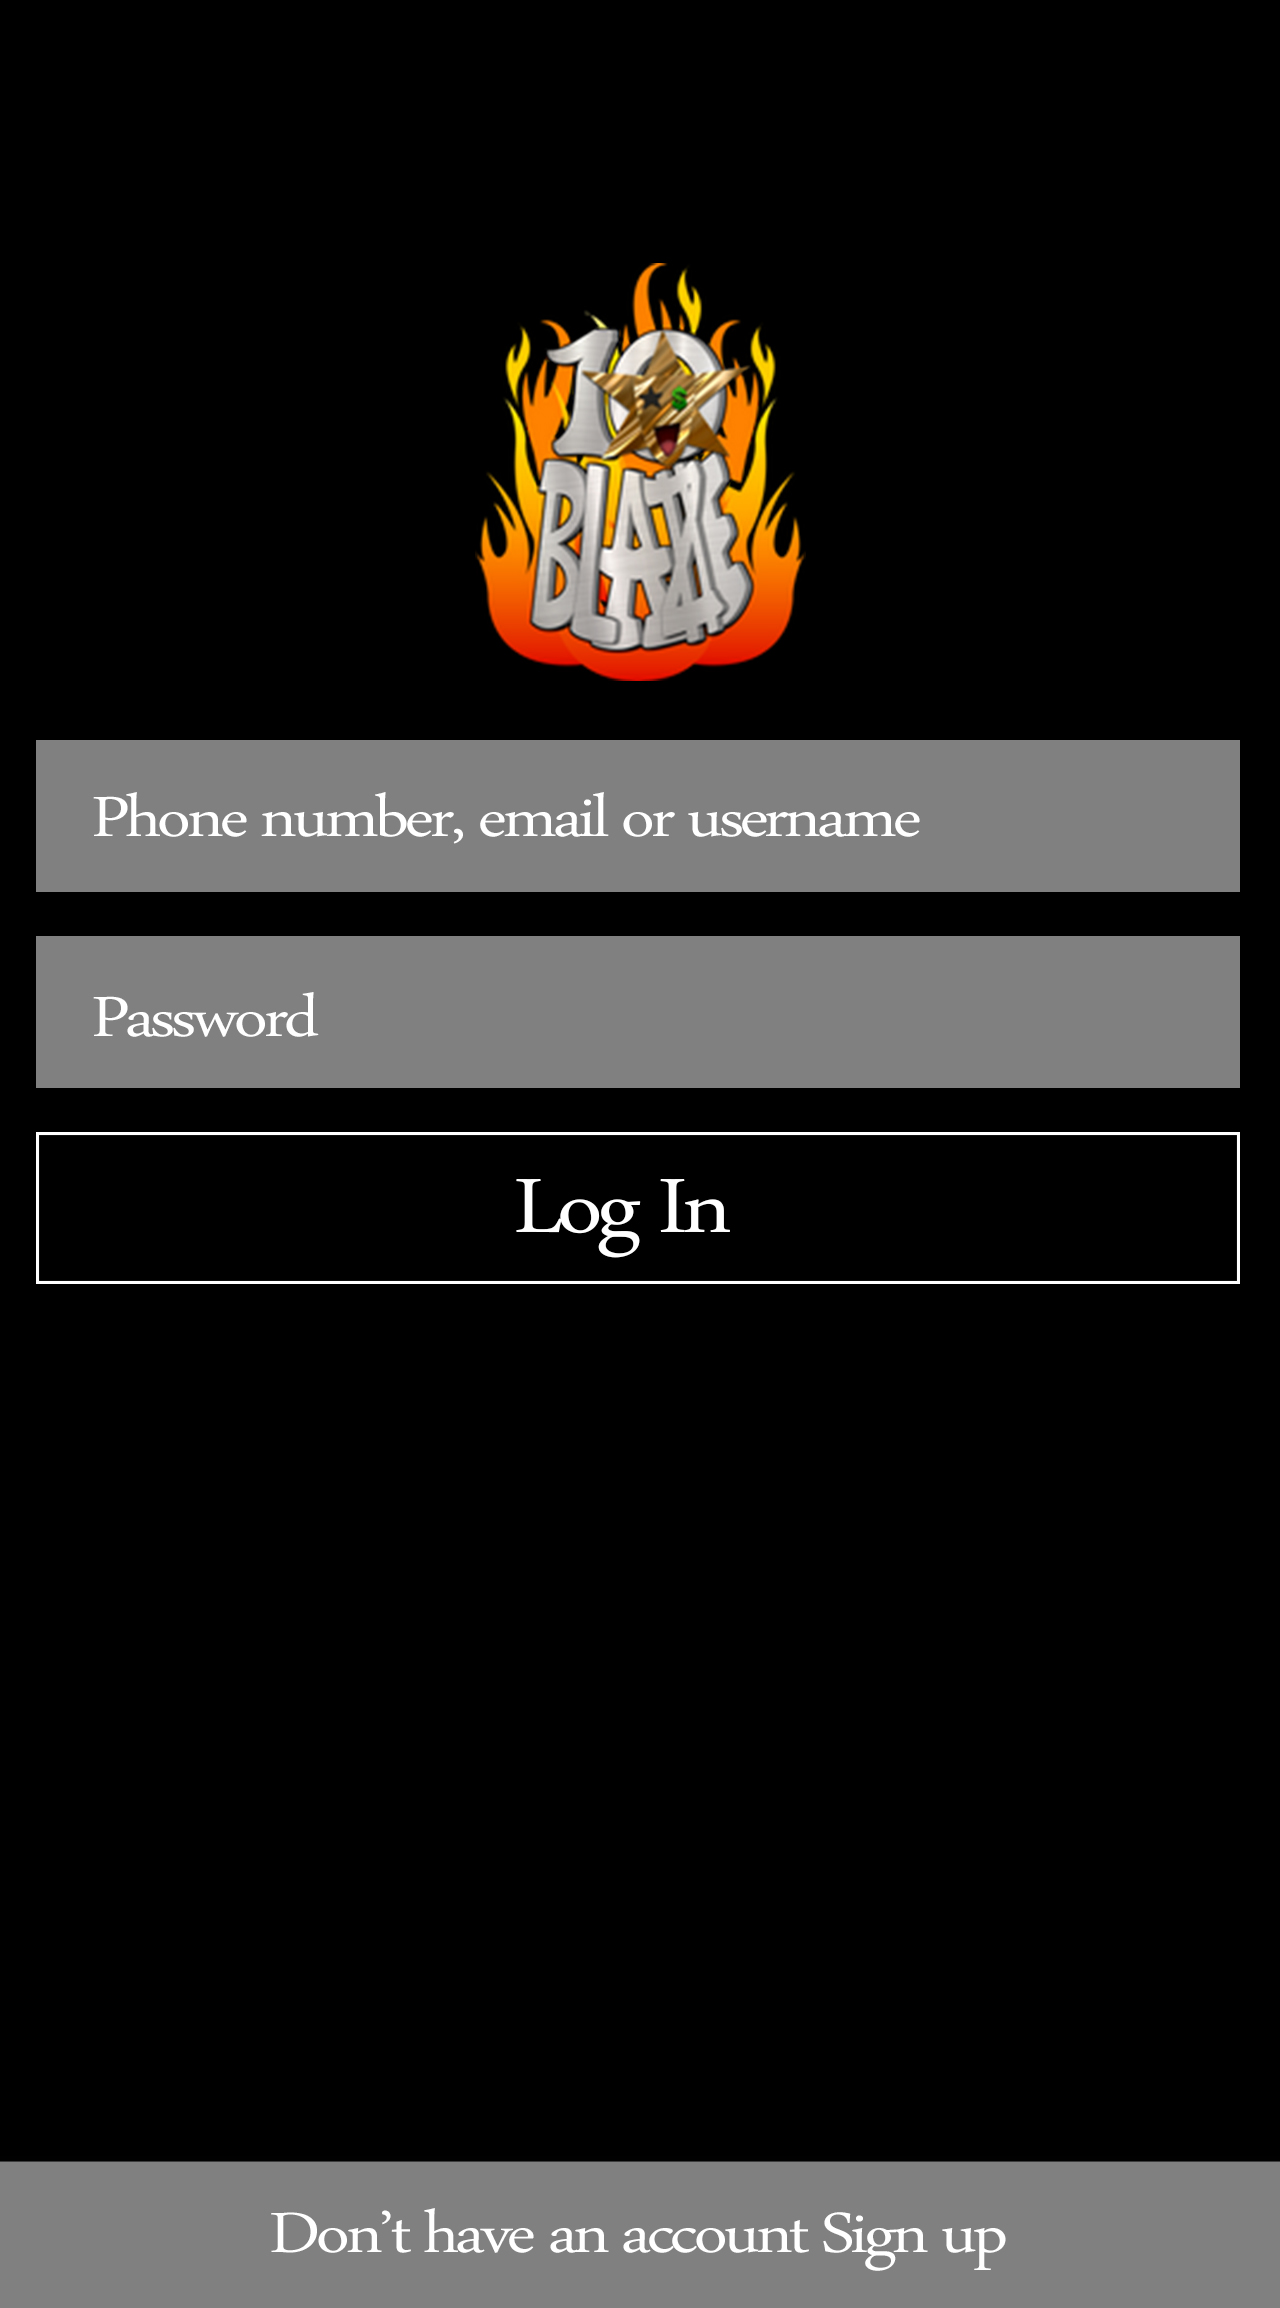 10
BLAZE
Phone number, email or username
Password
Log In
Don’t have an account Sign up